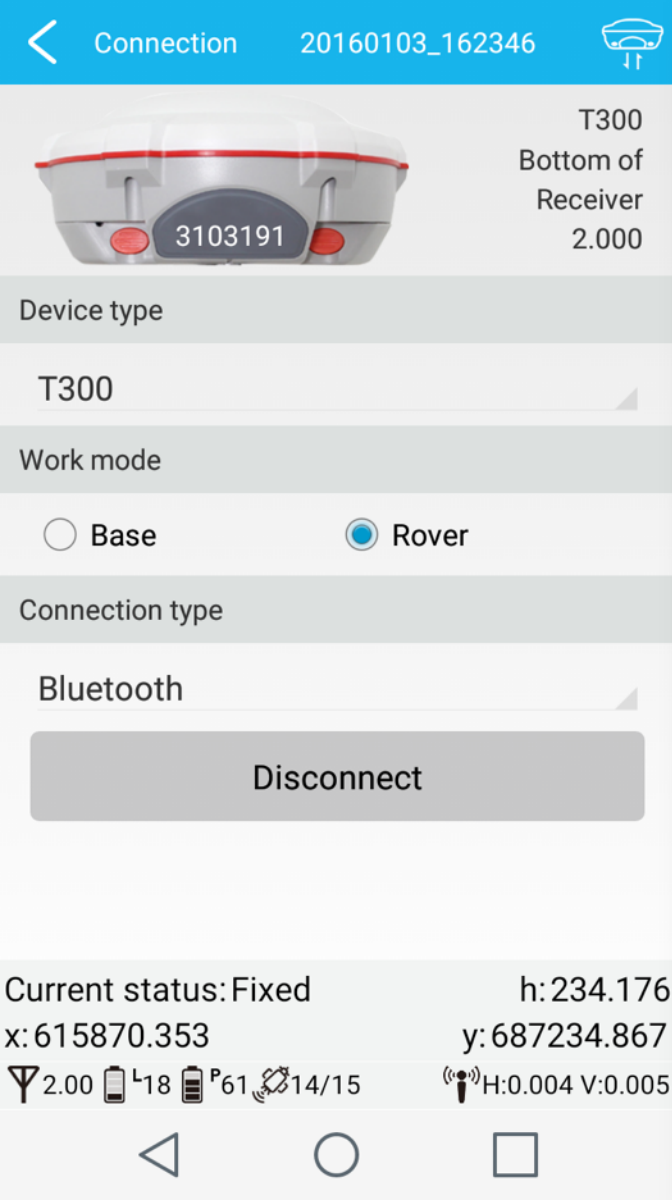 Connection 20160103_162346
T300
Bottom of
Receiver
2.000
3103191
Device type
T300
Work mode
Base Rover
Connection type
Bluetooth
Disconnect
Current status:Fixed h:234.176
x:615870.353 y:687234.867
2.00 L18 P61 14/15 H:0.004 V:0.005